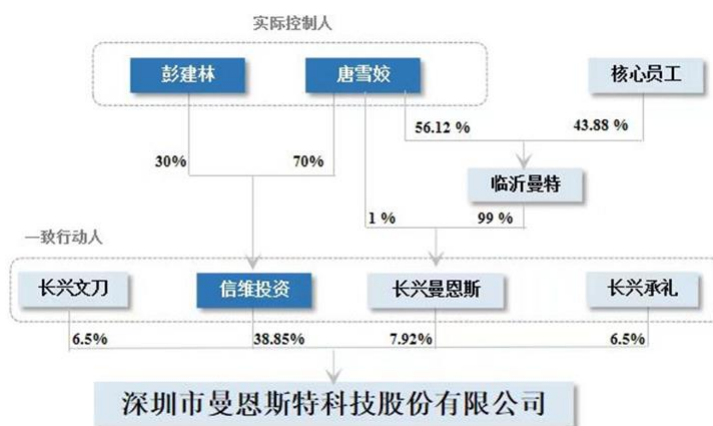 实际控制人
彭建林
唐雪姣
核心员工
56.12 %
43.88 %
30%
70%
临沂曼特
1 %
99 %
一致行动人
长兴文刀
信维投资
长兴曼恩斯
长兴承礼
6.5%
38.85%
7.92%
6.5%
深圳市曼恩斯特科技股份有限公司